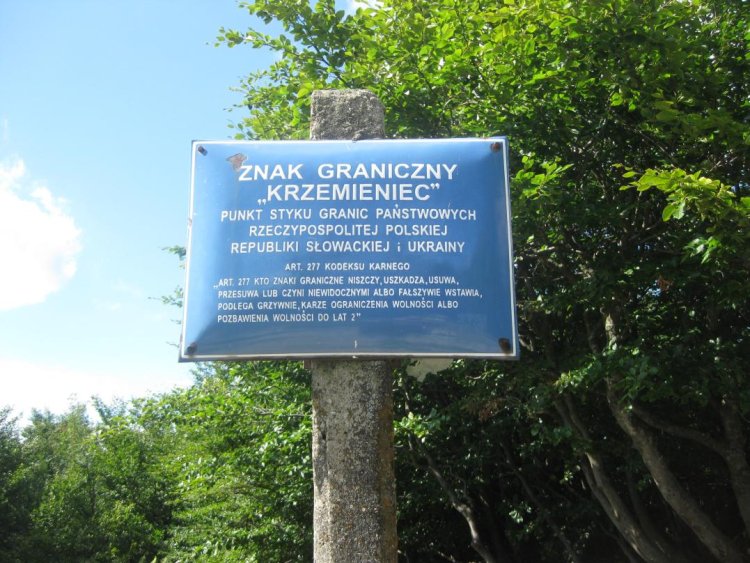 ZNAK GRANICZNY
„KRZEMIENIEC”
PUNKT STYKU GRANIC PAŃSTWOWYCH
RZECZYPOSPOLITEJ POLSKIEJ
REPUBLIKI SŁOWACKIEJ i UKRAINY
ART. 277 KODEKSU KARNEGO
„ART. 277 KTO ZNAKI GRANICZNE NISZCZY, USZKADZA, USUWA,
PRZESUWA LUB CZYNI NIEWIDOCZNYMI ALBO FAŁSZYWIE WSTAWIA,
PODLEGA GRZYWNIE, KARZE OGRANICZENIA WOLNOŚCI ALBO
POZBAWIENIA WOLNOŚCI DO LAT 2”